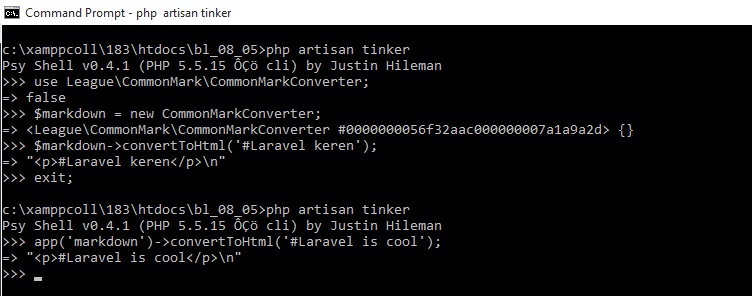 Command Prompt - php  artisan tinker
c:\xamppcoll\183\htdocs\bl_08_05>php artisan tinker
Psy Shell v0.4.1 (PHP 5.5.15 ÔÇö cli) by Justin Hileman
>>> use League\CommonMark\CommonMarkConverter;
=> false
>>> $markdown = new CommonMarkConverter;
=> <League\CommonMark\CommonMarkConverter #0000000056f32aac000000007a1a9a2d> {}
>>> $markdown->convertToHtml('#Laravel keren');
=> "<p>#Laravel keren</p>\n"
>>> exit;
c:\xamppcoll\183\htdocs\bl_08_05>php artisan tinker
Psy Shell v0.4.1 (PHP 5.5.15 ÔÇö cli) by Justin Hileman
>>> app('markdown')->convertToHtml('#Laravel is cool');
=> "<p>#Laravel is cool</p>\n"
>>> _